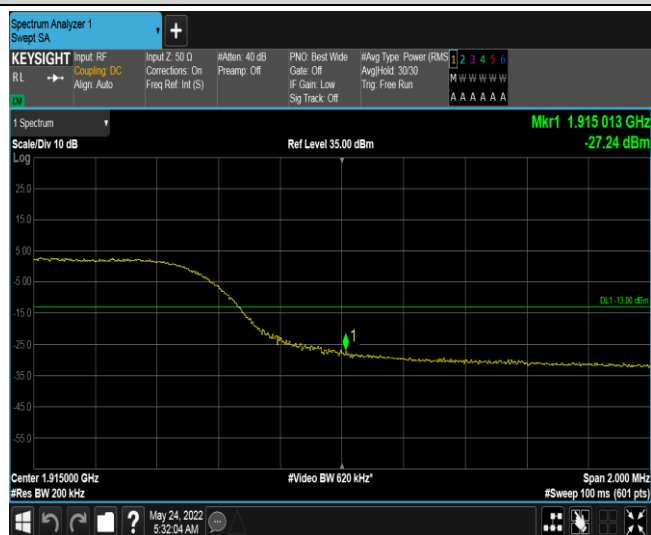 Spectrum Analyzer 1
Swept SA
+
KEYSIGHT
RL
Input: RF
Coupling: DC
Align: Auto
Input Z: 50 Ω
Corrections: On
Freq Ref: Int (S)
#Atten: 40 dB
Preamp: Off
PNO: Best Wide
Gate: Off
IF Gain: Low
Sig Track: Off
#Avg Type: Power (RMS
Avg|Hold: 30/30
Trig: Free Run
1 2 3 4 5 6
M W W W W W
A A A A A A
1 Spectrum
Mkr1 1.915 013 GHz
Scale/Div 10 dB
Ref Level 35.00 dBm
-27.24 dBm
Log
25.0
15.0
5.00
-5.00
DL1 -13.00 dBm
-15.0
1
-25.0
-35.0
-45.0
-55.0
Center 1.915000 GHz
#Video BW 620 kHz*
Span 2.000 MHz
#Res BW 200 kHz
#Sweep 100 ms (601 pts)
?
May 24, 2022
5:32:04 AM